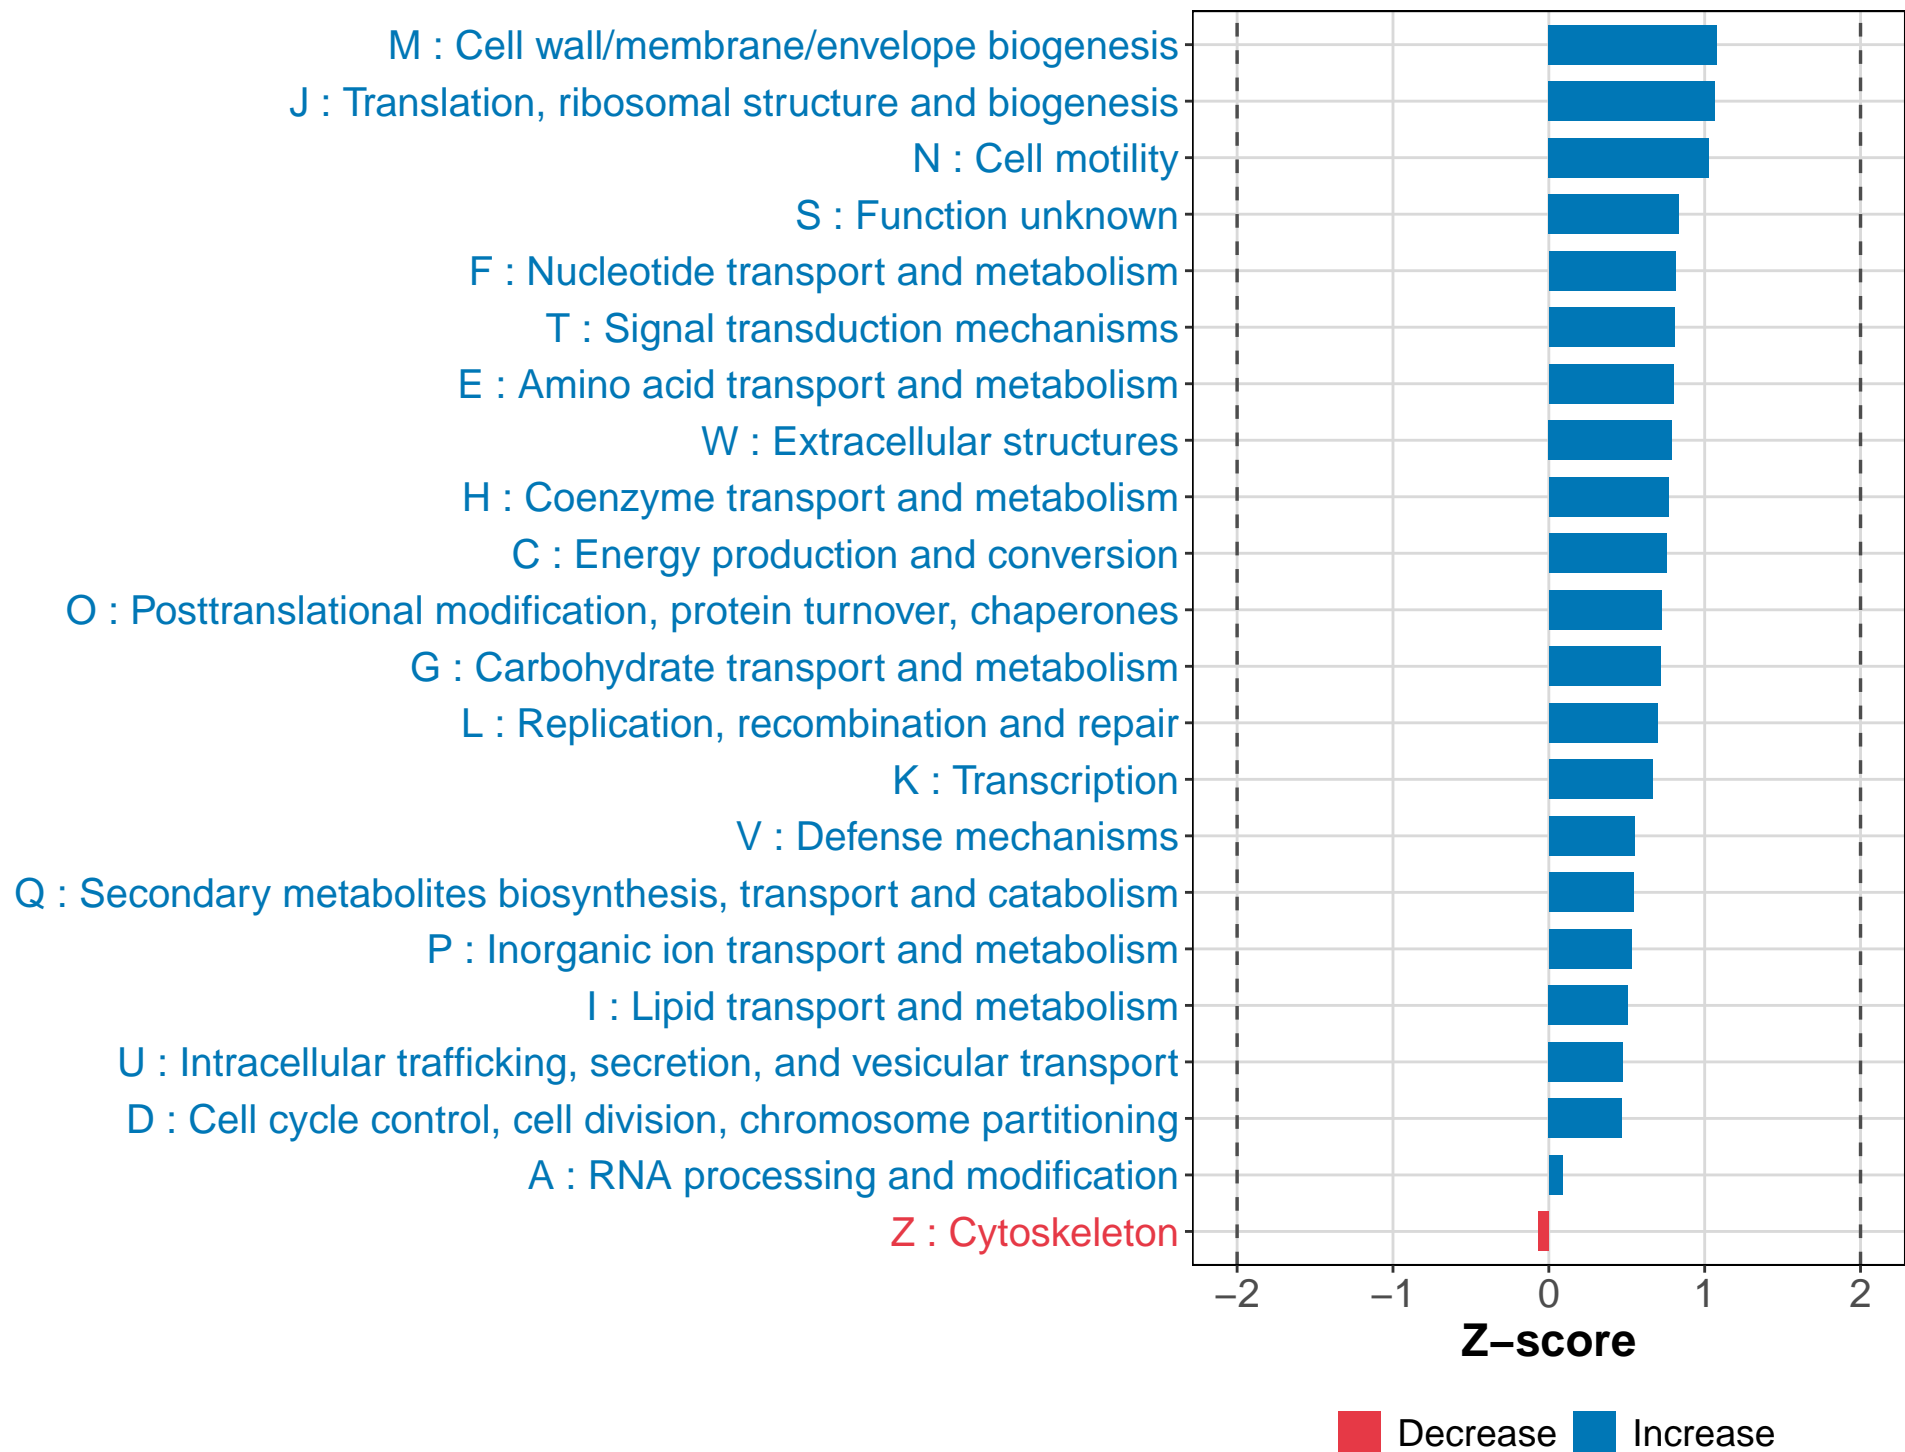 M : Cell wall/membrane/envelope biogenesis
J : Translation, ribosomal structure and biogenesis
N : Cell motility
S : Function unknown
F : Nucleotide transport and metabolism
T : Signal transduction mechanisms
E : Amino acid transport and metabolism
W : Extracellular structures
H : Coenzyme transport and metabolism
C : Energy production and conversion
O : Posttranslational modification, protein turnover, chaperones
G : Carbohydrate transport and metabolism
L : Replication, recombination and repair
K : Transcription
V : Defense mechanisms
Q : Secondary metabolites biosynthesis, transport and catabolism
P : Inorganic ion transport and metabolism
I : Lipid transport and metabolism
U : Intracellular trafficking, secretion, and vesicular transport
D : Cell cycle control, cell division, chromosome partitioning
A : RNA processing and modification
Z : Cytoskeleton
−2 −1 0 1 2
Z−score
Decrease Increase